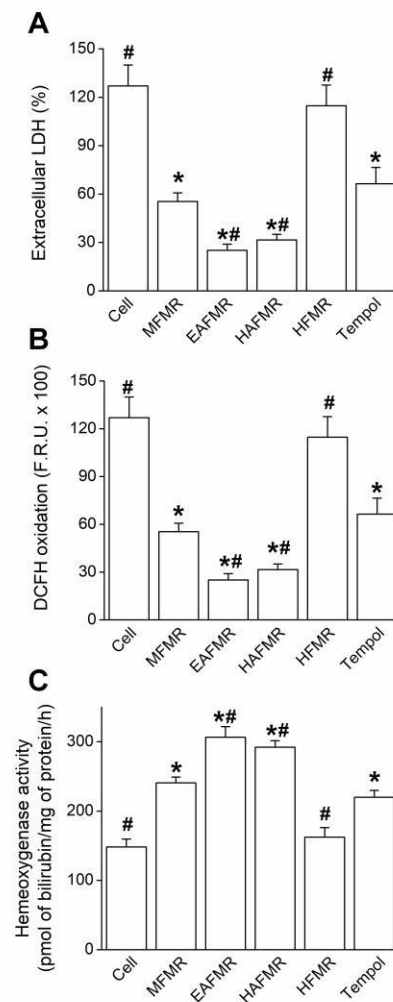 A
Extracellular LDH (%)
150
120
90
60
30
0
#
*
*#
*#
#
*
Cell
MFMR
EAFMR
HAFMR
HFMR
Tempol
B
DCFH oxidation (F.R.U. x 100)
150
120
90
60
30
0
#
*
*#
*#
#
*
Cell
MFMR
EAFMR
HAFMR
HFMR
Tempol
C
Hemeoxygenase activity
(pmol of bilirubin/mg of protein/h)
300
200
100
0
#
*
*#
*#
#
*
Cell
MFMR
EAFMR
HAFMR
HFMR
Tempol